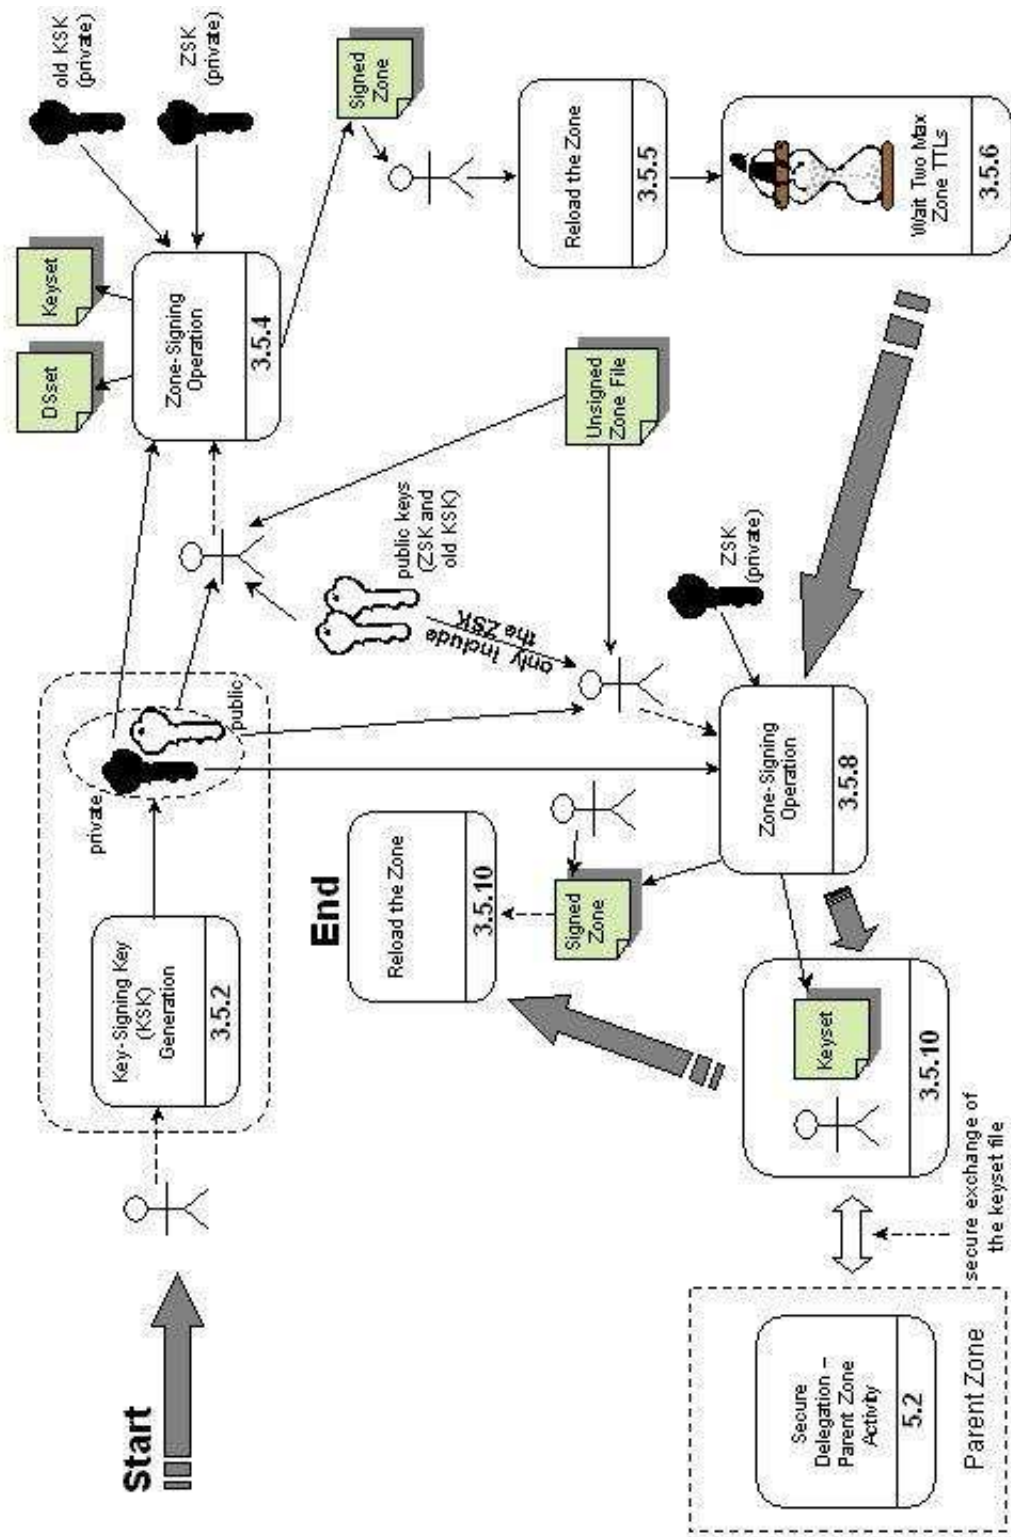 Start
Key-Signing Key
(KSK)
Generation
3.5.2
private
public
Zone-Signing
Operation
3.5.4
DSset
Keyset
old KSK
(private)
ZSK
(private)
Signed
Zone
Reload the Zone
3.5.5
Wait Two Max
Zone TTLs
3.5.6
Unsigned
Zone File
public keys
(ZSK and
old KSK)
only include
the ZSK
ZSK
(private)
Zone-Signing
Operation
3.5.8
Signed
Zone
End
Reload the Zone
3.5.10
Keyset
3.5.10
secure exchange of
the keyset file
Secure
Delegation –
Parent Zone
Activity
5.2
Parent Zone